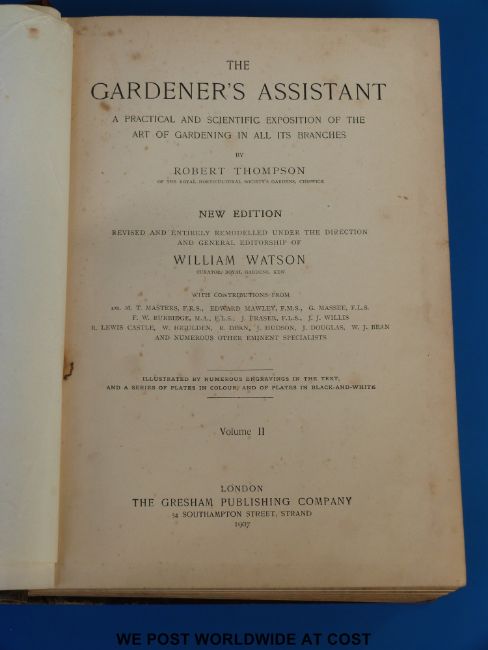 THE
GARDENER'S ASSISTANT
A PRACTICAL AND SCIENTIFIC EXPOSITION OF THE
ART OF GARDENING IN ALL ITS BRANCHES
BY
ROBERT THOMPSON
OF THE ROYAL HORTICULTURAL SOCIETY'S GARDENS, CHISWICK
NEW EDITION
REVISED AND ENTIRELY REMODELLED UNDER THE DIRECTION
AND GENERAL EDITORSHIP OF
WILLIAM WATSON
CURATOR, ROYAL GARDENS, KEW
WITH CONTRIBUTIONS FROM
DR. M. T. MASTERS, F.R.S., EDWARD MAWLEY, F.M.S., G. MASSEE, F.L.S.
F. W. BURBIDGE, M.A., F.L.S., J. FRASER, F.L.S., J. J. WILLIS
R. LEWIS CASTLE, W. HEULDEN, R. DEAN, J. HUDSON, J. DOUGLAS, W. J. BEAN
AND NUMEROUS OTHER EMINENT SPECIALISTS
ILLUSTRATED BY NUMEROUS ENGRAVINGS IN THE TEXT,
AND A SERIES OF PLATES IN COLOUR, AND OF PLATES IN BLACK-AND-WHITE
Volume II
LONDON
THE GRESHAM PUBLISHING COMPANY
34 SOUTHAMPTON STREET, STRAND
1907
WE POST WORLDWIDE AT COST